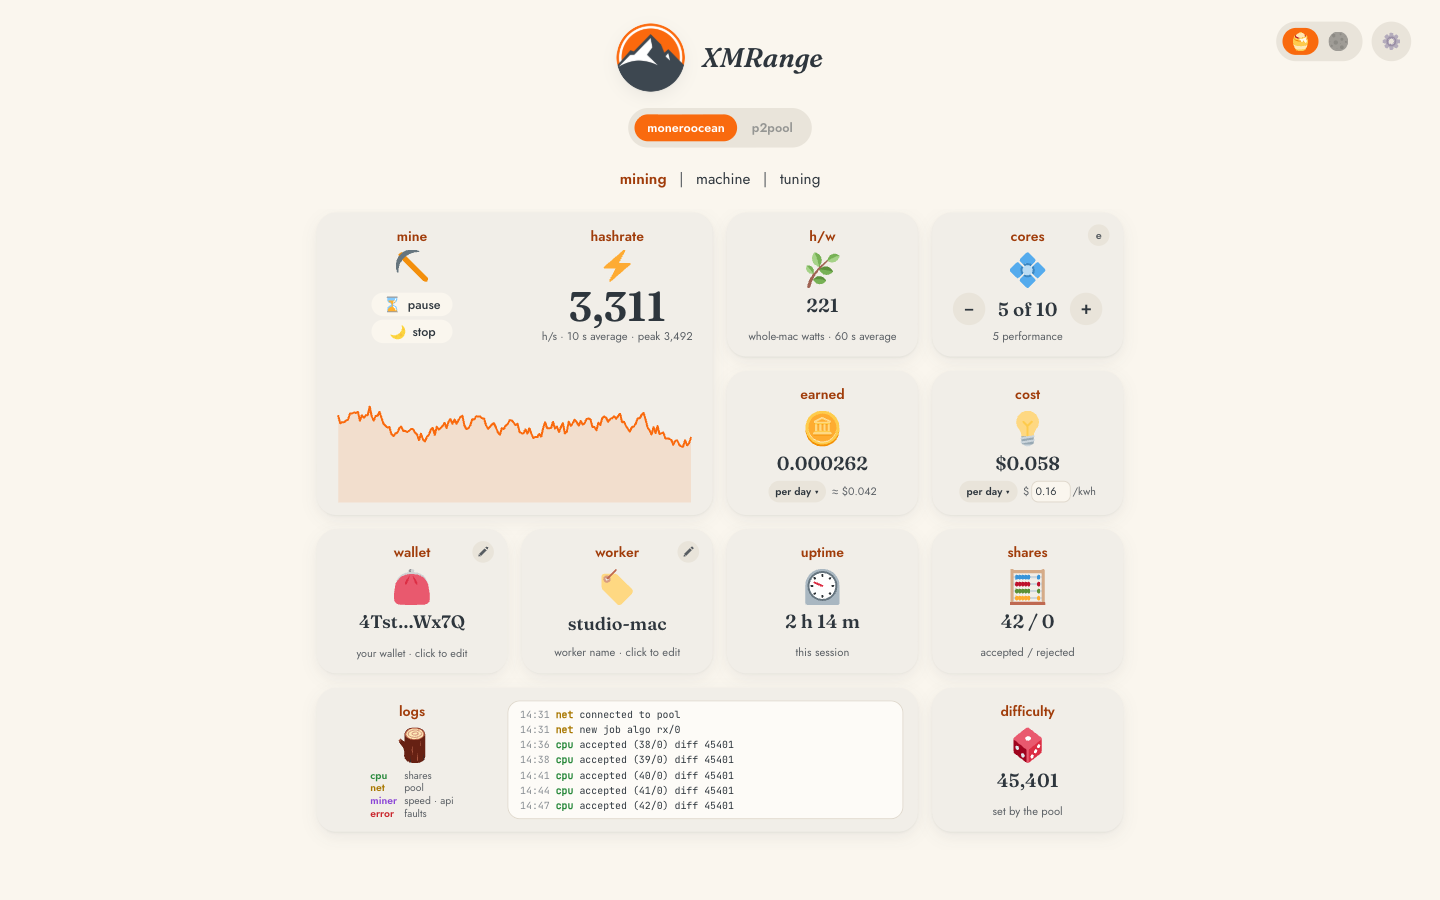 XMRange
moneroocean p2pool
mining | machine | tuning
mine
pause
stop
hashrate
3,311
h/s · 10 s average · peak 3,492
h/w
221
whole-mac watts · 60 s average
cores
e
− 5 of 10 +
5 performance
earned
0.000262
per day ▾ ≈ $0.042
cost
$0.058
per day ▾ $ 0.16 /kwh
wallet
4Tst...Wx7Q
your wallet · click to edit
worker
studio-mac
worker name · click to edit
uptime
2 h 14 m
this session
shares
42 / 0
accepted / rejected
logs
cpu shares
net pool
miner speed · api
error faults
14:31 net connected to pool
14:31 net new job algo rx/0
14:36 cpu accepted (38/0) diff 45401
14:38 cpu accepted (39/0) diff 45401
14:41 cpu accepted (40/0) diff 45401
14:44 cpu accepted (41/0) diff 45401
14:47 cpu accepted (42/0) diff 45401
difficulty
45,401
set by the pool